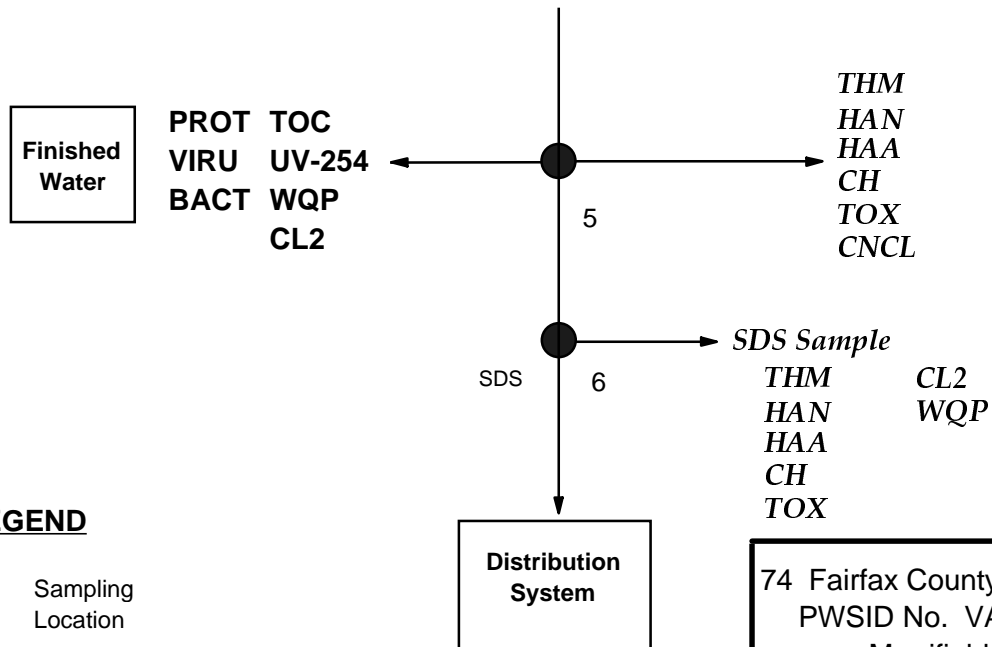 Finished
Water
PROT TOC
VIRU UV-254
BACT WQP
CL2
THM
HAN
HAA
CH
TOX
CNCL
5
SDS Sample
SDS 6
THM CL2
HAN WQP
HAA
CH
TOX
EGEND
Sampling
Location
Distribution
System
74 Fairfax County
PWSID No. VA